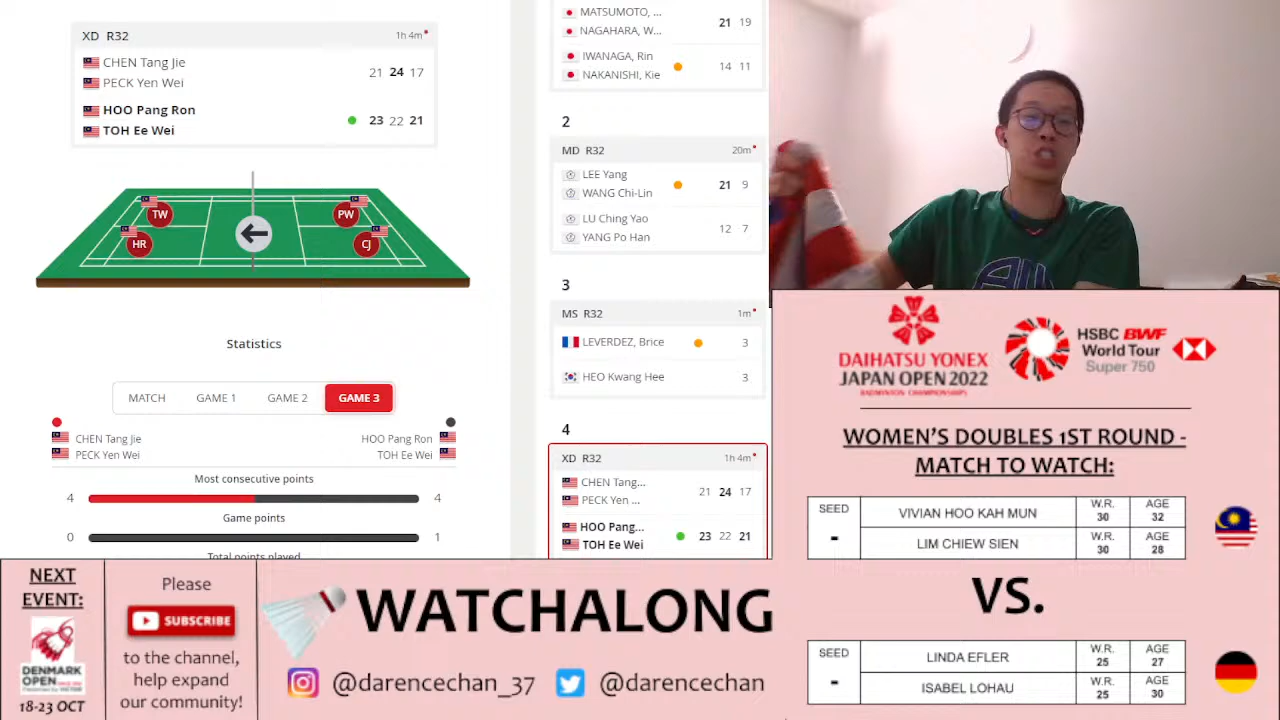 XD R32 1h 4m
CHEN Tang Jie
PECK Yen Wei
21 24 17
HOO Pang Ron
TOH Ee Wei
23 22 21
TW
HR
PW
CJ
Statistics
MATCH GAME 1 GAME 2 GAME 3
CHEN Tang Jie HOO Pang Ron
PECK Yen Wei TOH Ee Wei
Most consecutive points
4 4
Game points
0 1
Total points played
MATSUMOTO, ...
NAGAHARA, W...
21 19
IWANAGA, Rin
NAKANISHI, Kie
14 11
2
MD R32 20m
LEE Yang
WANG Chi-Lin
21 9
LU Ching Yao
YANG Po Han
12 7
3
MS R32 1m
LEVERDEZ, Brice 3
HEO Kwang Hee 3
4
XD R32 1h 4m
CHEN Tang...
PECK Yen ...
21 24 17
HOO Pang...
TOH Ee Wei
23 22 21
DAIHATSU YONEX
JAPAN OPEN 2022
BADMINTON CHAMPIONSHIPS
HSBC BWF
World Tour
Super 750
WOMEN'S DOUBLES 1ST ROUND -
MATCH TO WATCH:
SEED
-
VIVIAN HOO KAH MUN W.R. 30 AGE 32
LIM CHIEW SIEN W.R. 30 AGE 28
VS.
SEED
-
LINDA EFLER W.R. 25 AGE 27
ISABEL LOHAU W.R. 25 AGE 30
NEXT
EVENT:
DENMARK
OPEN
18-23 OCT
Please
SUBSCRIBE
to the channel,
help expand
our community!
WATCHALONG
@darencechan_37 @darencechan